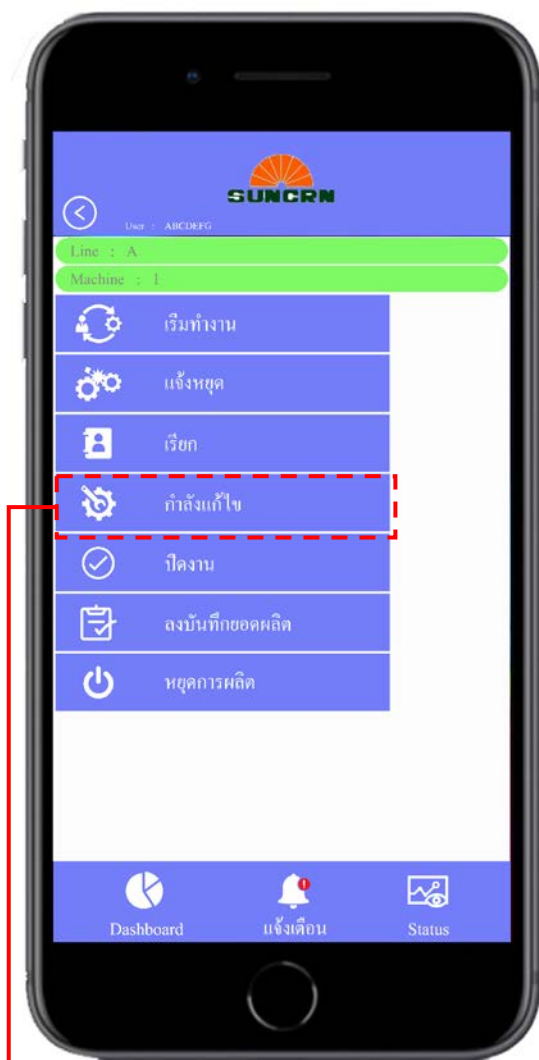 SUNCRN
User : ABCDEFG
Line : A
Machine : 1
เริ่มทำงาน
แจ้งหยุด
เรียก
กำลังแก้ไข
ปิดงาน
ลงบันทึกยอดผลิต
หยุดการผลิต
Dashboard
แจ้งเตือน
Status